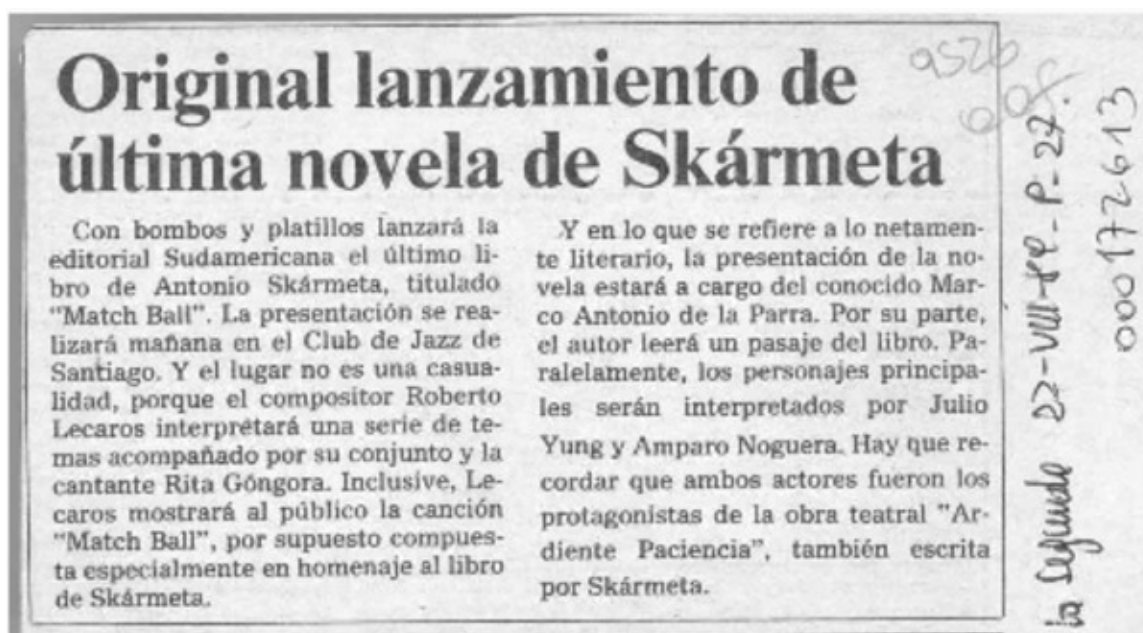 Original lanzamiento de
última novela de Skármeta
Con bombos y platillos lanzará la
editorial Sudamericana el último li-
bro de Antonio Skármeta, titulado
"Match Ball". La presentación se rea-
lizará mañana en el Club de Jazz de
Santiago. Y el lugar no es una casua-
lidad, porque el compositor Roberto
Lecaros interpretará una serie de te-
mas acompañado por su conjunto y la
cantante Rita Góngora. Inclusive, Le-
caros mostrará al público la canción
"Match Ball", por supuesto compues-
ta especialmente en homenaje al libro
de Skármeta.
Y en lo que se refiere a lo netamen-
te literario, la presentación de la no-
vela estará a cargo del conocido Mar-
co Antonio de la Parra. Por su parte,
el autor leerá un pasaje del libro. Pa-
ralelamente, los personajes principa-
les serán interpretados por Julio
Yung y Amparo Noguera. Hay que re-
cordar que ambos actores fueron los
protagonistas de la obra teatral "Ar-
diente Paciencia", también escrita
por Skármeta.
la Segunda 22-VIII-89-P-27.
000172613